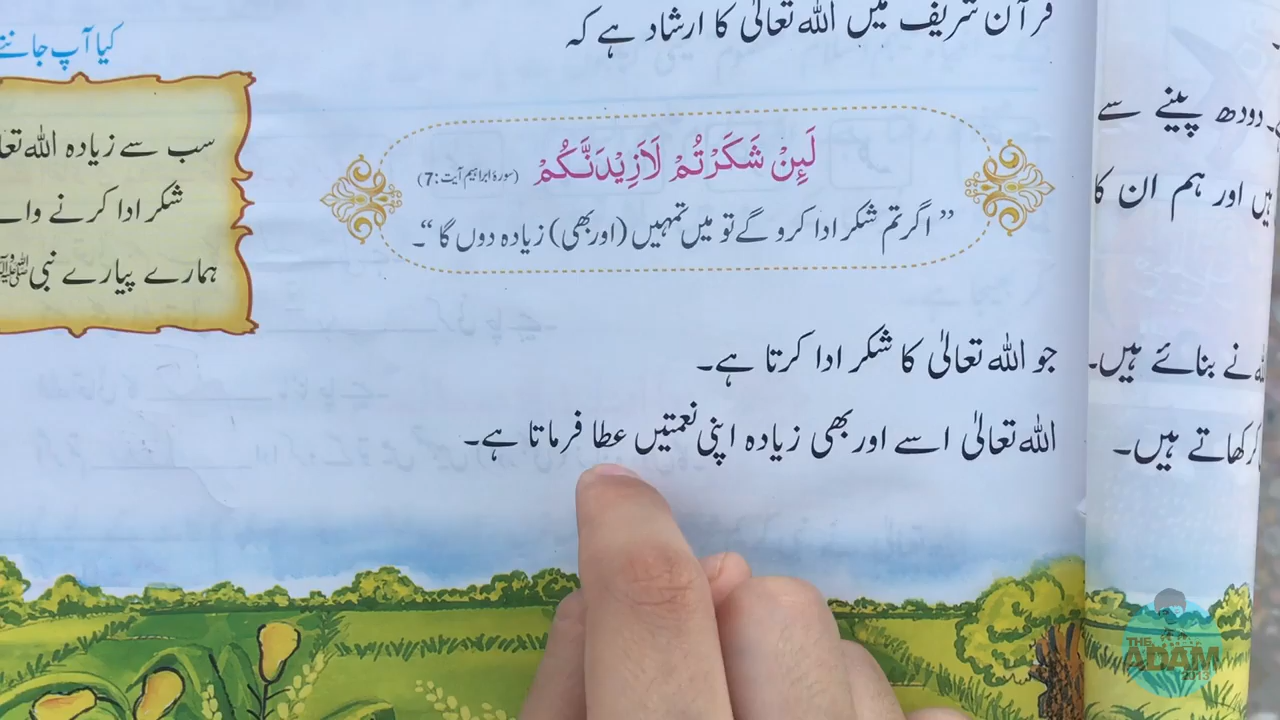 قرآن شریف میں اللہ تعالیٰ کا ارشاد ہے کہ
لَئِنْ شَكَرْتُمْ لَاَزِيْدَنَّكُمْ (سورۂ ابراہیم آیت:7)
”اگر تم شکر ادا کرو گے تو میں تمہیں (اور بھی) زیادہ دوں گا“۔
جو اللہ تعالیٰ کا شکر ادا کرتا ہے۔
اللہ تعالیٰ اسے اور بھی زیادہ اپنی نعمتیں عطا فرماتا ہے۔
کیا آپ جانتے
سب سے زیادہ اللہ
شکر ادا کرنے
ہمارے پیارے نبی ﷺ
دودھ پینے سے
ہیں اور ہم ان کا
نے بنائے ہیں۔
کھاتے ہیں۔
THE
ADAM
2013